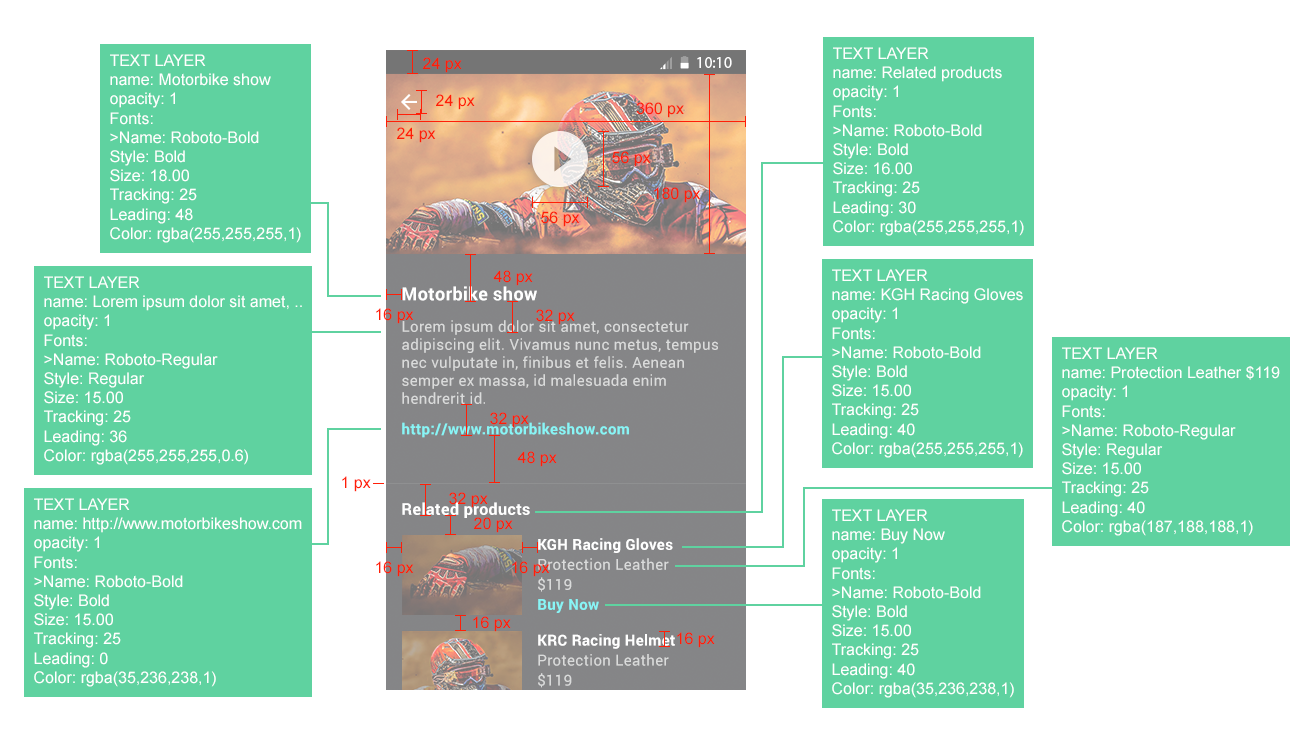 TEXT LAYER
name: Motorbike show
opacity: 1
Fonts:
>Name: Roboto-Bold
Style: Bold
Size: 18.00
Tracking: 25
Leading: 48
Color: rgba(255,255,255,1)
TEXT LAYER
name: Lorem ipsum dolor sit amet, ..
opacity: 1
Fonts:
>Name: Roboto-Regular
Style: Regular
Size: 15.00
Tracking: 25
Leading: 36
Color: rgba(255,255,255,0.6)
TEXT LAYER
name: http://www.motorbikeshow.com
opacity: 1
Fonts:
>Name: Roboto-Bold
Style: Bold
Size: 15.00
Tracking: 25
Leading: 0
Color: rgba(35,236,238,1)
24 px
10:10
24 px
360 px
24 px
56 px
180 px
56 px
48 px
Motorbike show
16 px
32 px
Lorem ipsum dolor sit amet, consectetur
adipiscing elit. Vivamus nunc metus, tempus
nec vulputate in, finibus et felis. Aenean
semper ex massa, id malesuada enim
hendrerit id.
32 px
http://www.motorbikeshow.com
48 px
1 px
32 px
Related products
20 px
KGH Racing Gloves
16 px
16 px
Protection Leather
$119
Buy Now
16 px
KRC Racing Helmet
16 px
Protection Leather
$119
TEXT LAYER
name: Related products
opacity: 1
Fonts:
>Name: Roboto-Bold
Style: Bold
Size: 16.00
Tracking: 25
Leading: 30
Color: rgba(255,255,255,1)
TEXT LAYER
name: KGH Racing Gloves
opacity: 1
Fonts:
>Name: Roboto-Bold
Style: Bold
Size: 15.00
Tracking: 25
Leading: 40
Color: rgba(255,255,255,1)
TEXT LAYER
name: Protection Leather $119
opacity: 1
Fonts:
>Name: Roboto-Regular
Style: Regular
Size: 15.00
Tracking: 25
Leading: 40
Color: rgba(187,188,188,1)
TEXT LAYER
name: Buy Now
opacity: 1
Fonts:
>Name: Roboto-Bold
Style: Bold
Size: 15.00
Tracking: 25
Leading: 40
Color: rgba(35,236,238,1)